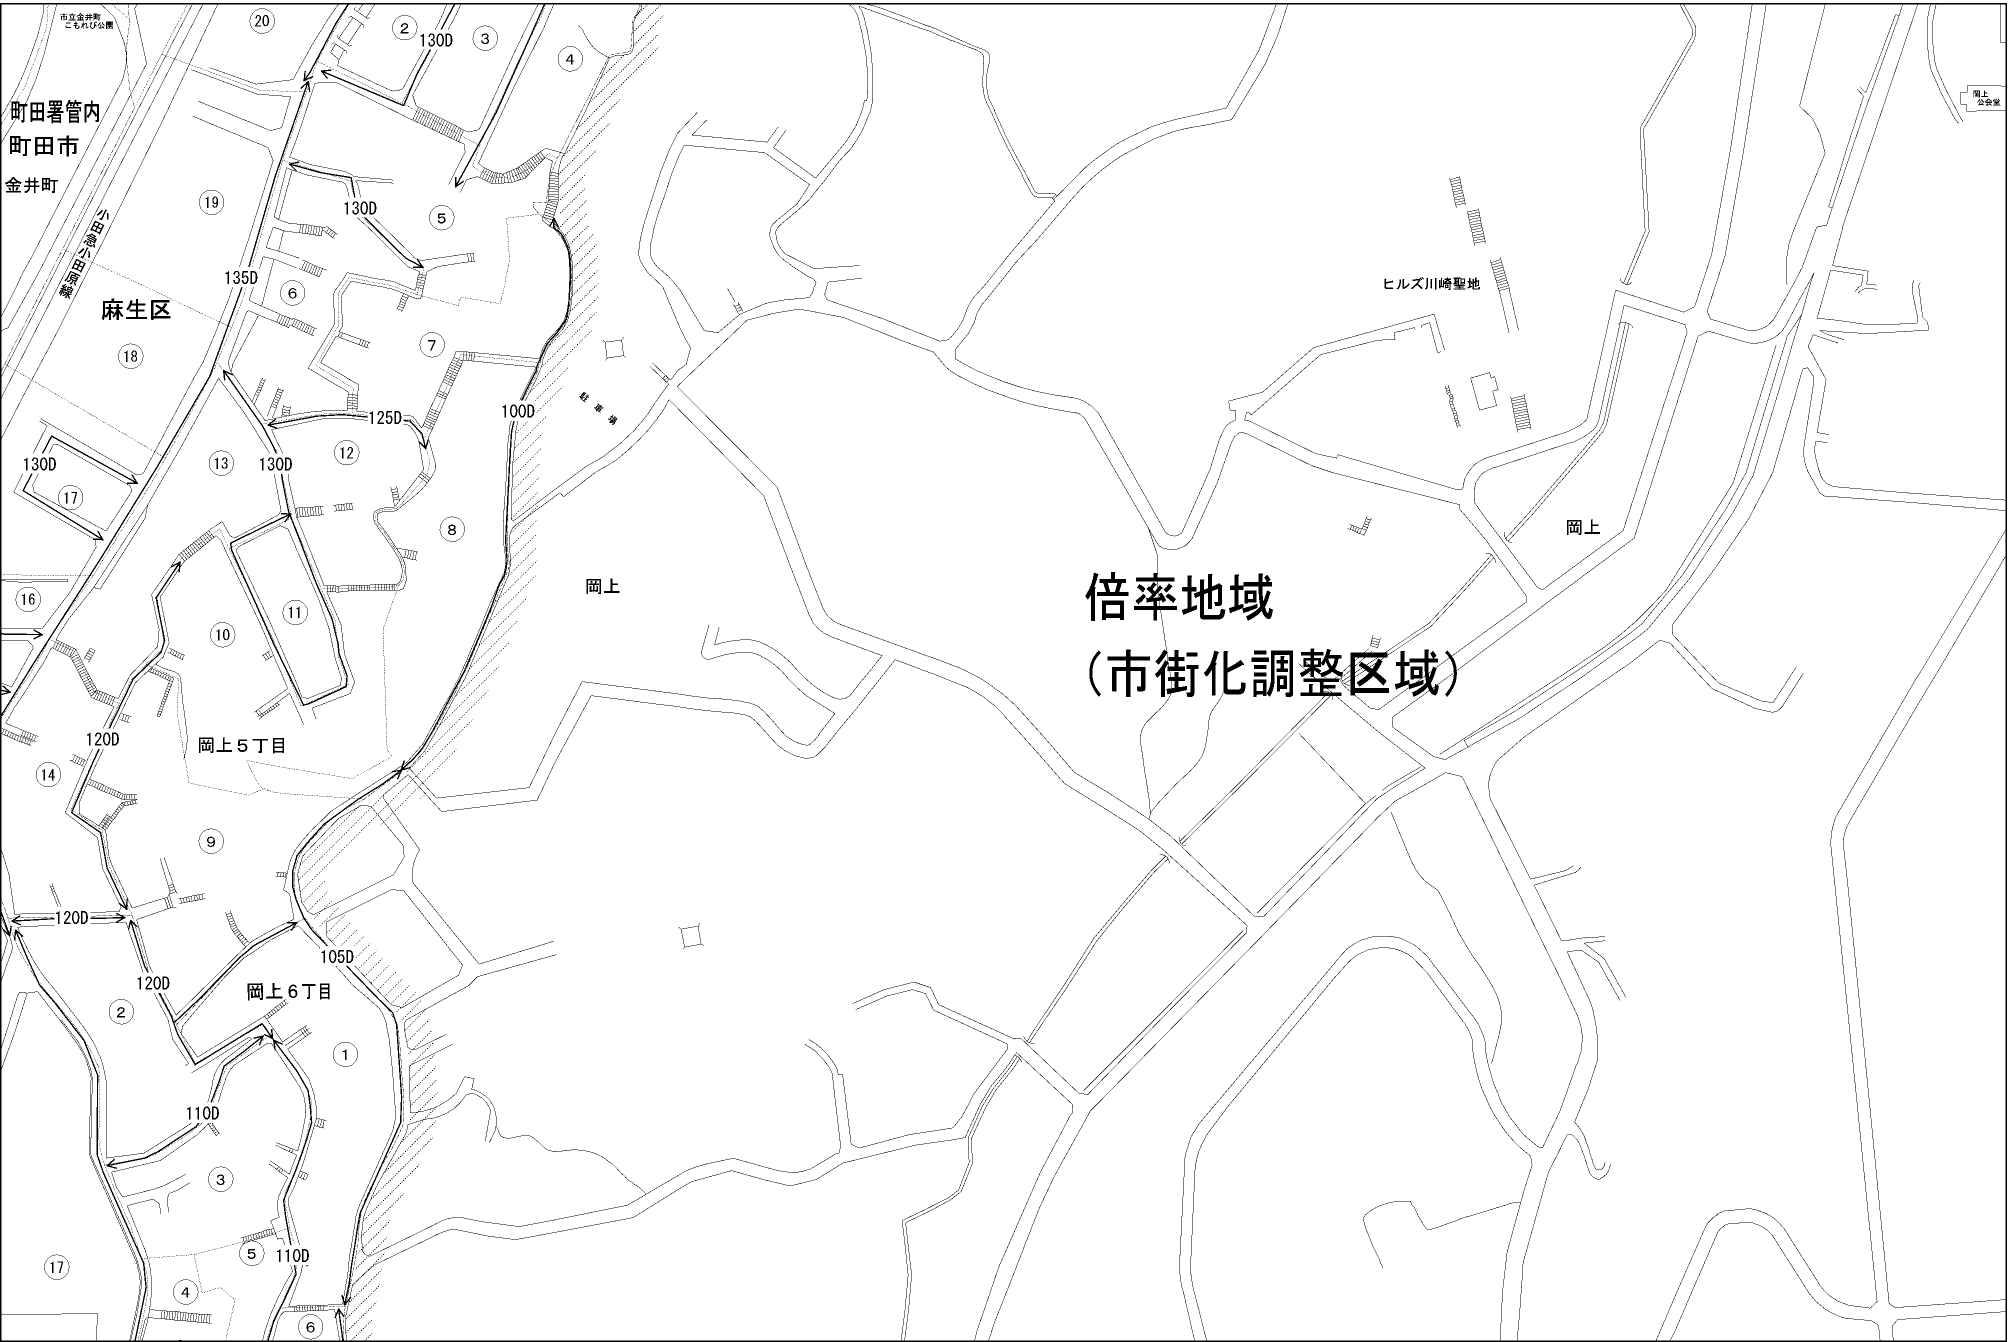 市立金井町
こもれび公園
町田署管内
町田市
金井町
小田急小田原線
麻生区
20
2
130D
3
4
19
130D
5
135D
6
18
7
125D
100D
12
13
130D
130D
17
8
16
11
10
岡上５丁目
120D
14
9
120D
120D
105D
岡上６丁目
2
1
110D
3
5
110D
4
17
6
駐車場
岡上
倍率地域
（市街化調整区域）
ヒルズ川崎聖地
岡上
岡上
公会堂